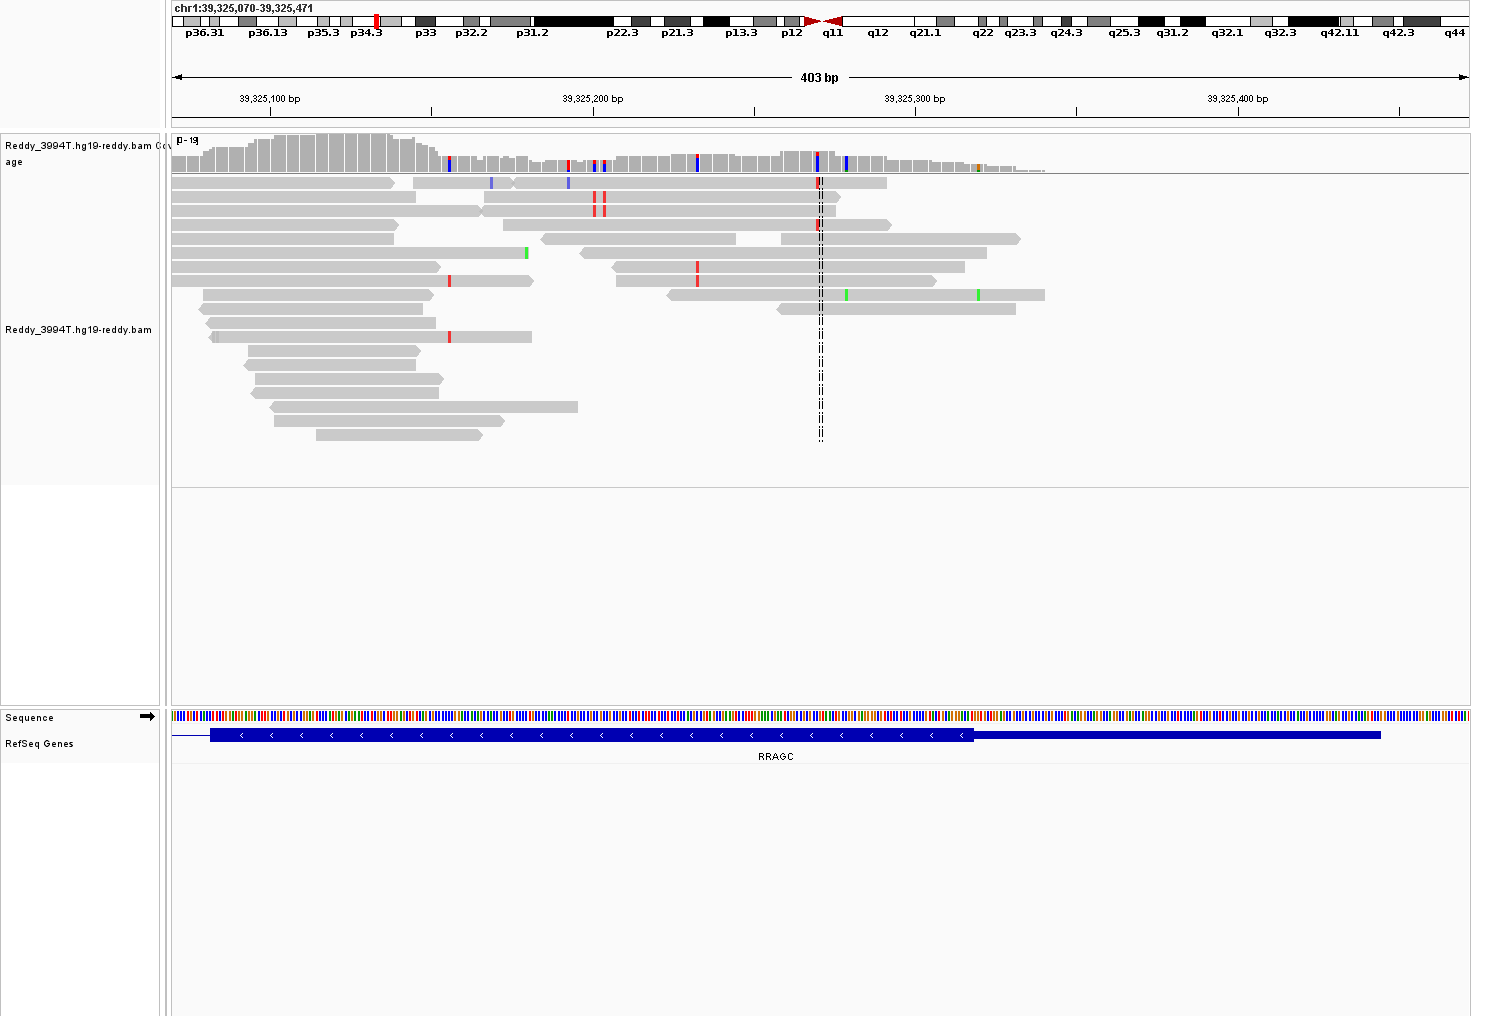 chr1:39,325,070-39,325,471
p36.31 p36.13 p35.3 p34.3 p33 p32.2 p31.2 p22.3 p21.3 p13.3 p12 q11 q12 q21.1 q22 q23.3 q24.3 q25.3 q31.2 q32.1 q32.3 q42.11 q42.3 q44
403 bp
39,325,100 bp 39,325,200 bp 39,325,300 bp 39,325,400 bp
[0 - 19]
Reddy_3994T.hg19-reddy.bam Cov
age
Reddy_3994T.hg19-reddy.bam
Sequence
RefSeq Genes
RRAGC